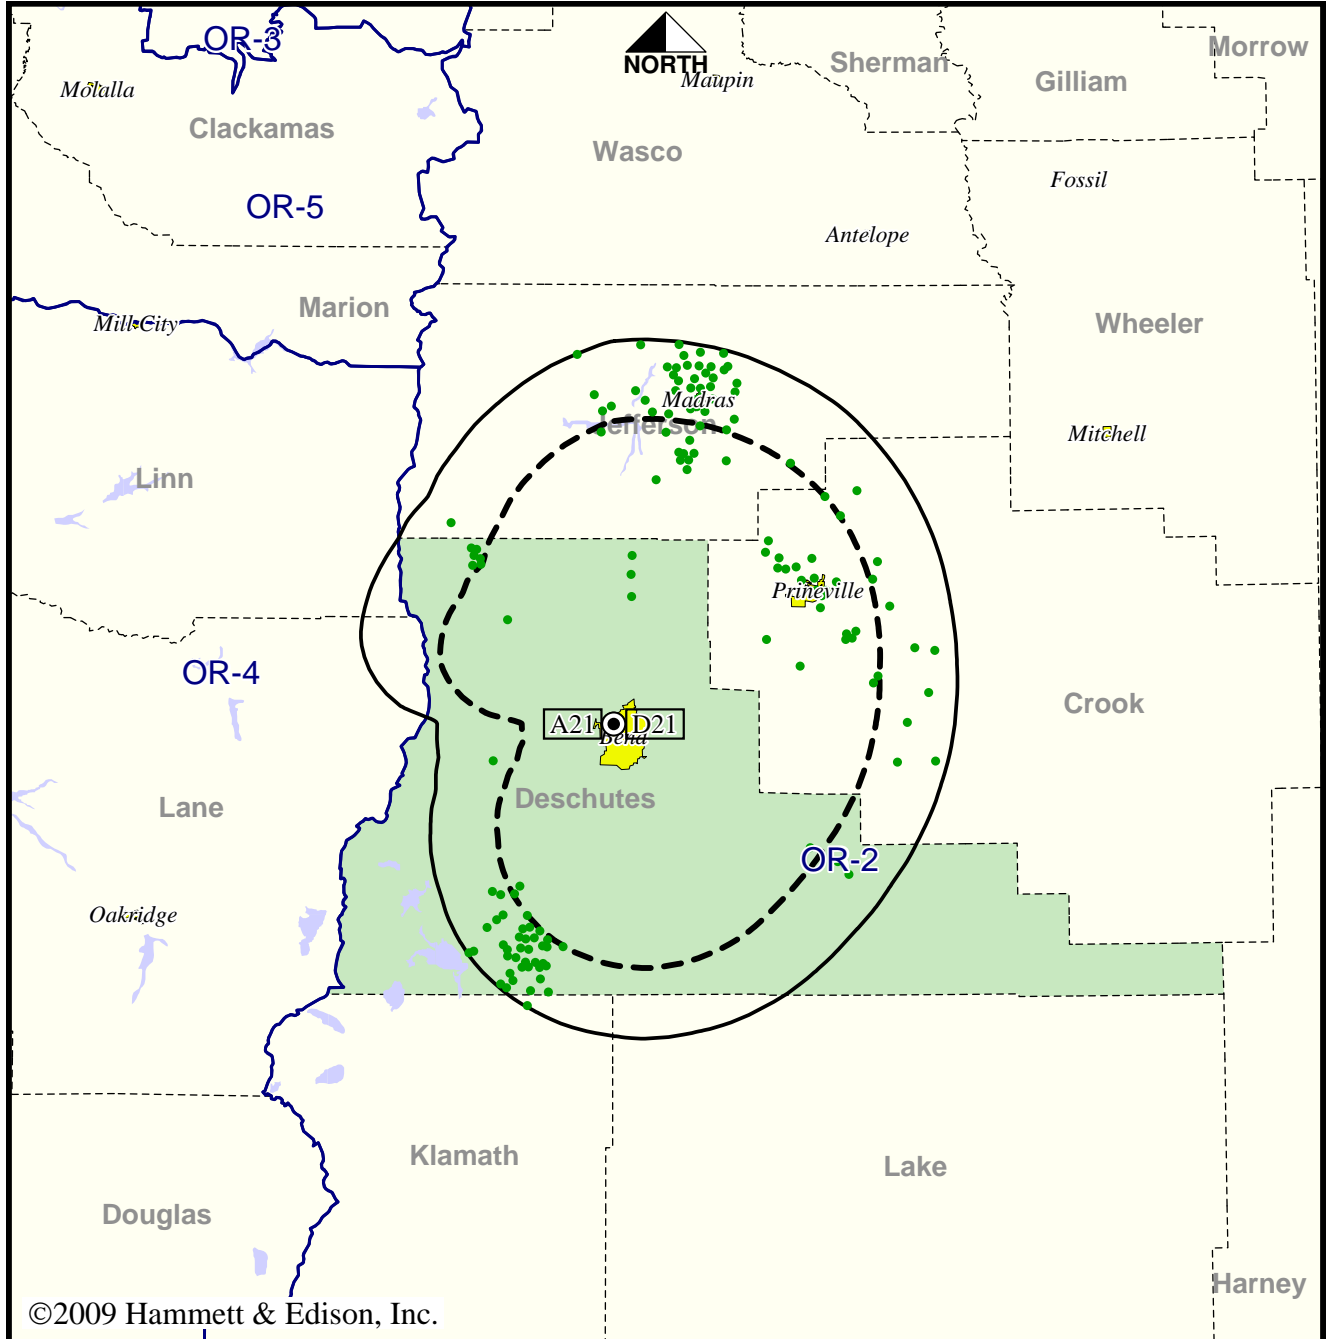 OR-3
NORTH
Morrow
Sherman
Gilliam
Maupin
Molalla
Clackamas
Wasco
Fossil
OR-5
Antelope
Marion
Mill City
Wheeler
Madras
Jefferson
Mitchell
Linn
Prineville
OR-4
Crook
A21
D21
Bend
Deschutes
Lane
OR-2
Oakridge
Klamath
Lake
Douglas
Harney
©2009 Hammett & Edison, Inc.